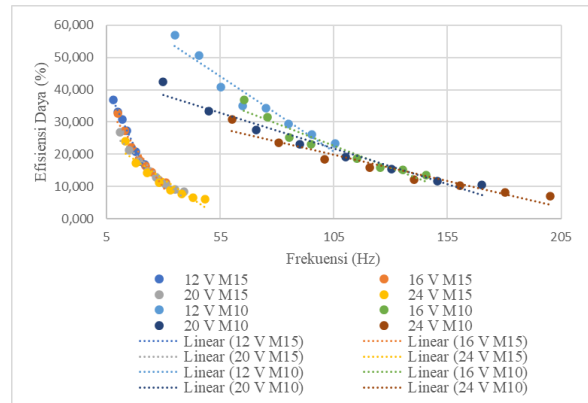 Efisiensi Daya (%)
60,000
50,000
40,000
30,000
20,000
10,000
0,000
5 55 105 155 205
Frekuensi (Hz)
12 V M15 16 V M15
20 V M15 24 V M15
12 V M10 16 V M10
20 V M10 24 V M10
Linear (12 V M15) Linear (16 V M15)
Linear (20 V M15) Linear (24 V M15)
Linear (12 V M10) Linear (16 V M10)
Linear (20 V M10) Linear (24 V M10)